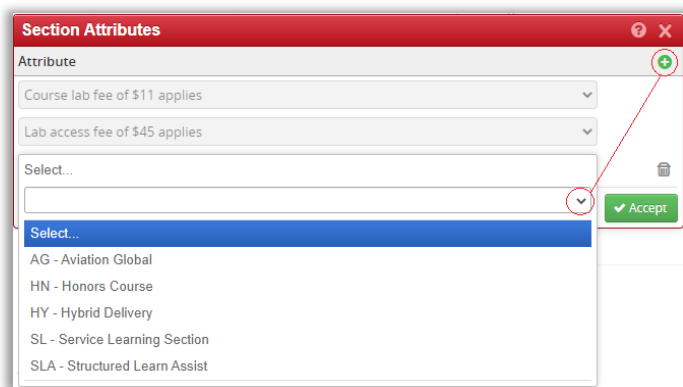 Section Attributes
Attribute
Course lab fee of $11 applies
Lab access fee of $45 applies
Select...
Accept
Select...
AG - Aviation Global
HN - Honors Course
HY - Hybrid Delivery
SL - Service Learning Section
SLA - Structured Learn Assist